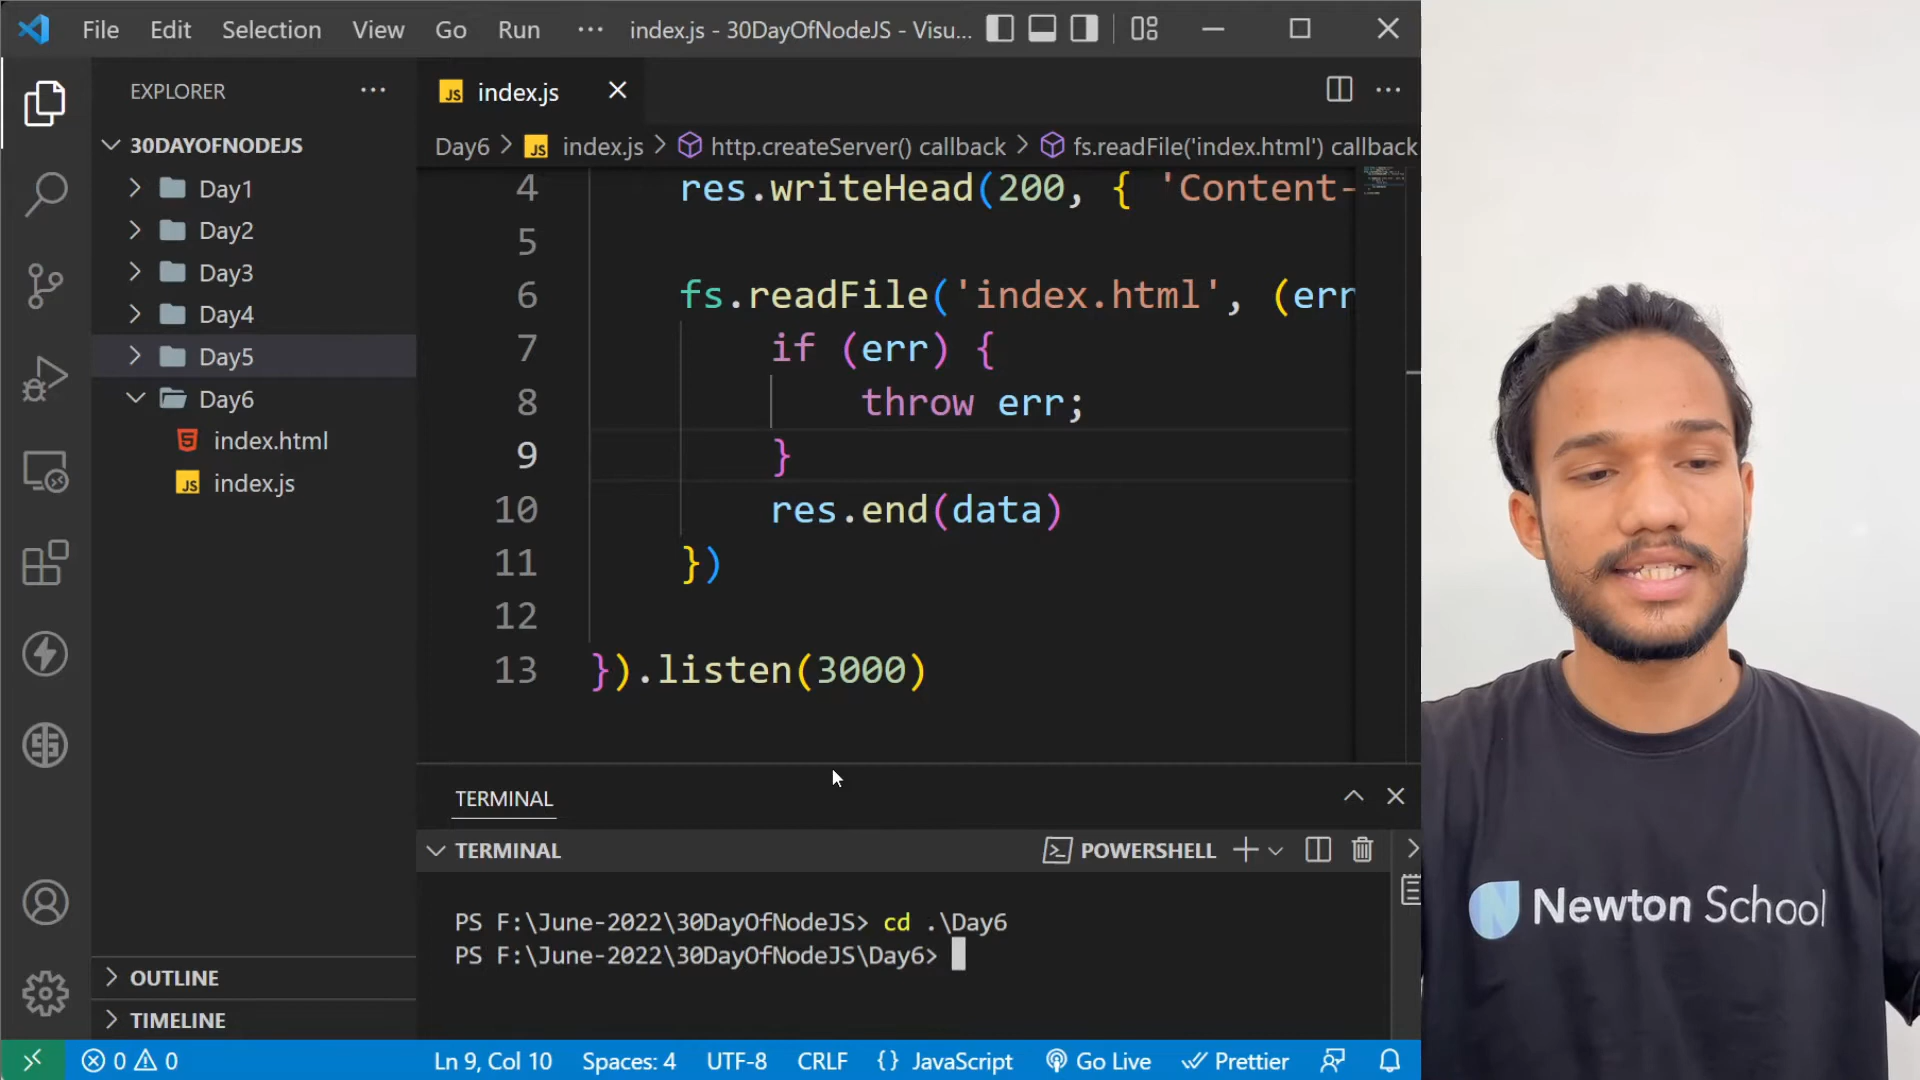 File Edit Selection View Go Run ··· index.js - 30DayOfNodeJS - Visu...
EXPLORER ···
30DAYOFNODEJS
Day1
Day2
Day3
Day4
Day5
Day6
index.html
index.js
OUTLINE
TIMELINE
JS index.js
Day6 > JS index.js > http.createServer() callback > fs.readFile('index.html') callback
4 res.writeHead(200, { 'Content-
5
6 fs.readFile('index.html', (err
7 if (err) {
8 throw err;
9 }
10 res.end(data)
11 })
12
13 }).listen(3000)
TERMINAL
TERMINAL POWERSHELL
PS F:\June-2022\30DayOfNodeJS> cd .\Day6
PS F:\June-2022\30DayOfNodeJS\Day6>
0 0 Ln 9, Col 10 Spaces: 4 UTF-8 CRLF {} JavaScript Go Live Prettier
Newton School